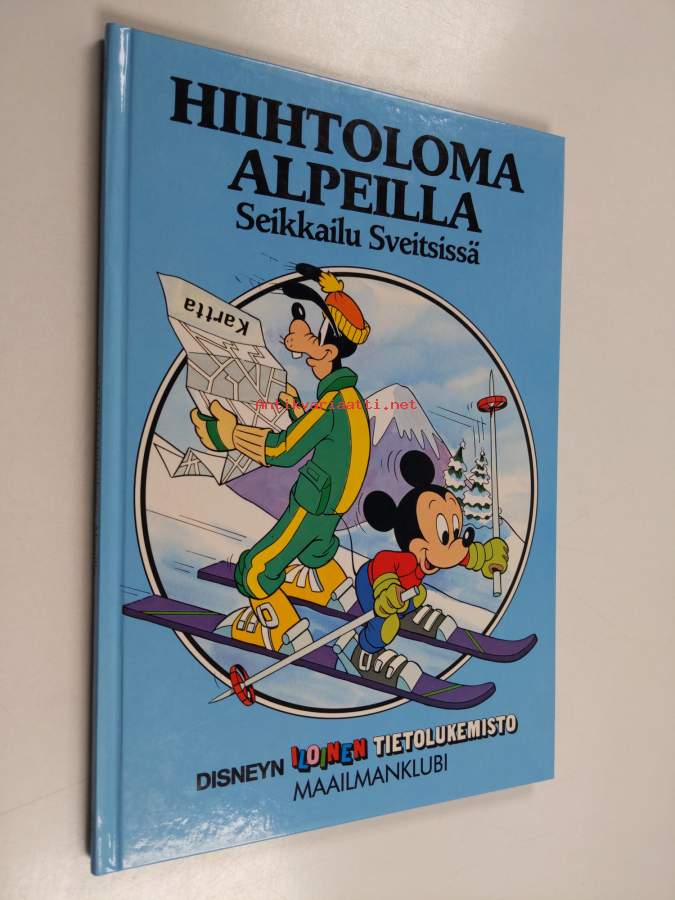 HIIHTOLOMA
ALPEILLA
Seikkailu Sveitsissä
Kartta
Antikvariaatti.net
DISNEYN ILOINEN TIETOLUKEMISTO
MAAILMANKLUBI